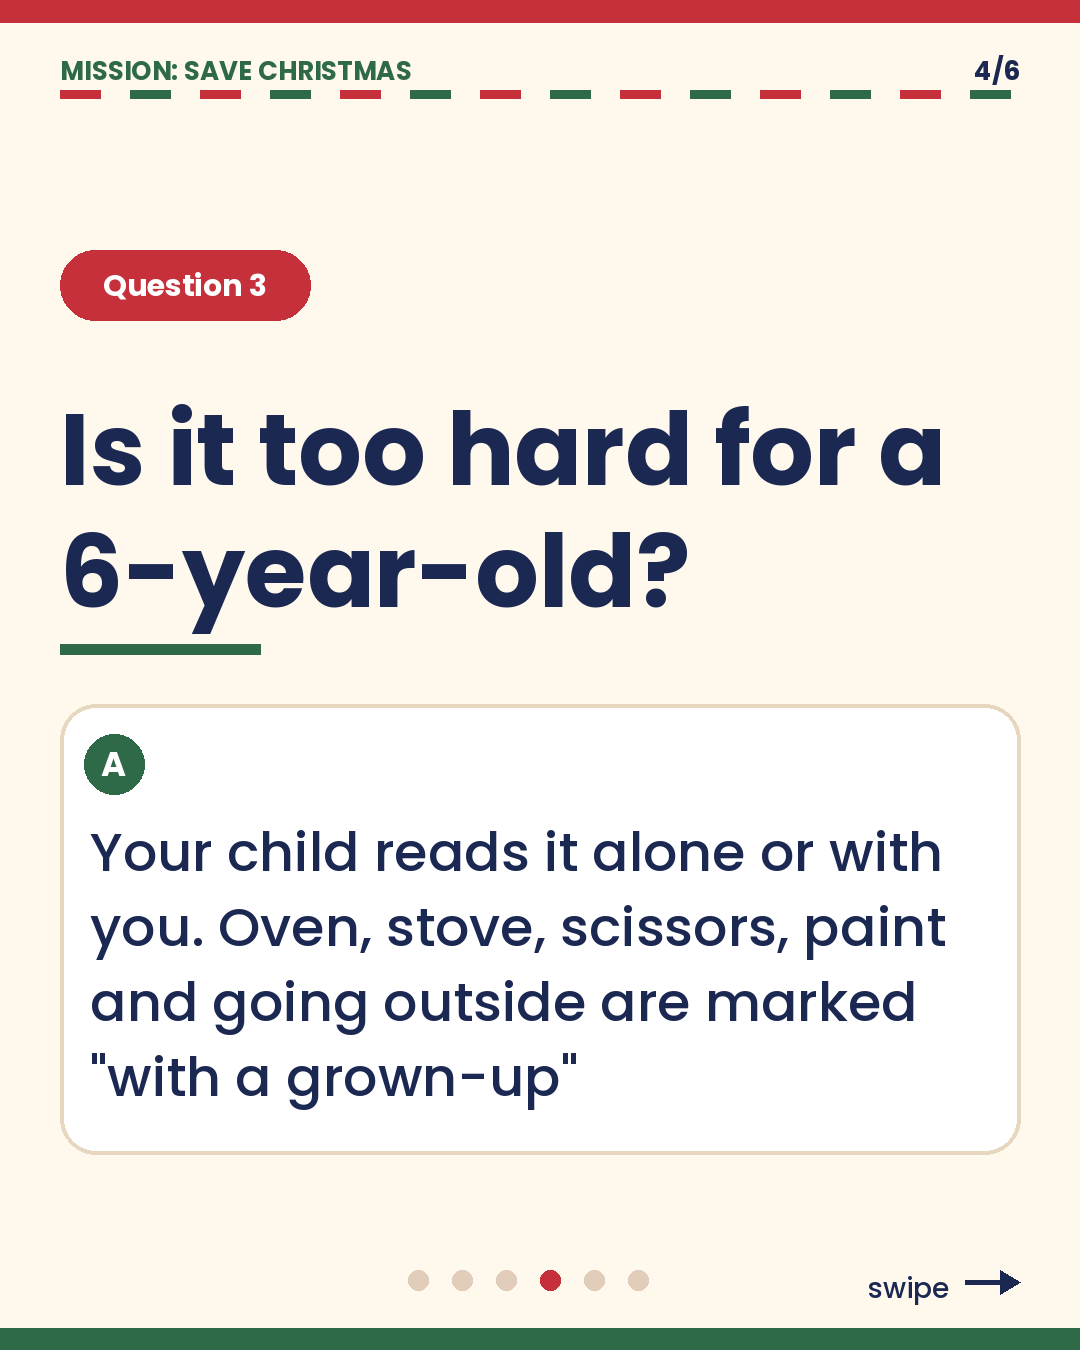 MISSION: SAVE CHRISTMAS
4/6
Question 3
Is it too hard for a
6-year-old?
A
Your child reads it alone or with
you. Oven, stove, scissors, paint
and going outside are marked
"with a grown-up"
swipe